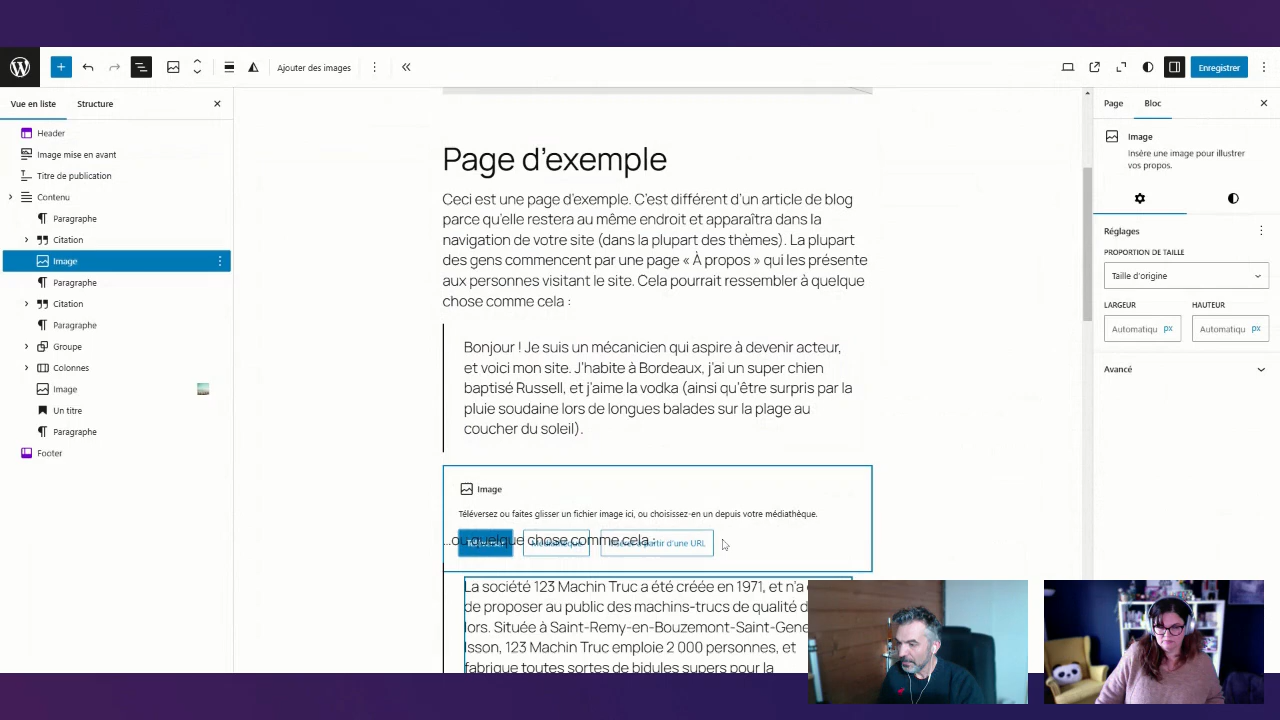 Ajouter des images
Enregistrer
Vue en liste
Structure
Header
Image mise en avant
Titre de publication
Contenu
Paragraphe
Citation
Image
Paragraphe
Citation
Paragraphe
Groupe
Colonnes
Image
Un titre
Paragraphe
Footer
Page d'exemple
Ceci est une page d'exemple. C'est différent d'un article de blog
parce qu'elle restera au même endroit et apparaîtra dans la
navigation de votre site (dans la plupart des thèmes). La plupart
des gens commencent par une page « À propos » qui les présente
aux personnes visitant le site. Cela pourrait ressembler à quelque
chose comme cela :
Bonjour ! Je suis un mécanicien qui aspire à devenir acteur,
et voici mon site. J'habite à Bordeaux, j'ai un super chien
baptisé Russell, et j'aime la vodka (ainsi qu'être surpris par la
pluie soudaine lors de longues balades sur la plage au
coucher du soleil).
Image
Téléversez ou faites glisser un fichier image ici, ou choisissez-en un depuis votre médiathèque.
Téléverser
Médiathèque
Insérer à partir d'une URL
...ou quelque chose comme cela :
La société 123 Machin Truc a été créée en 1971, et n'a
de proposer au public des machins-trucs de qualité
lors. Située à Saint-Remy-en-Bouzemont-Saint-Gene
Isson, 123 Machin Truc emploie 2 000 personnes, et
fabrique toutes sortes de bidules supers pour la
Page
Bloc
Image
Insère une image pour illustrer
vos propos.
Réglages
PROPORTION DE TAILLE
Taille d'origine
LARGEUR
HAUTEUR
Automatiqu px
Automatiqu px
Avancé